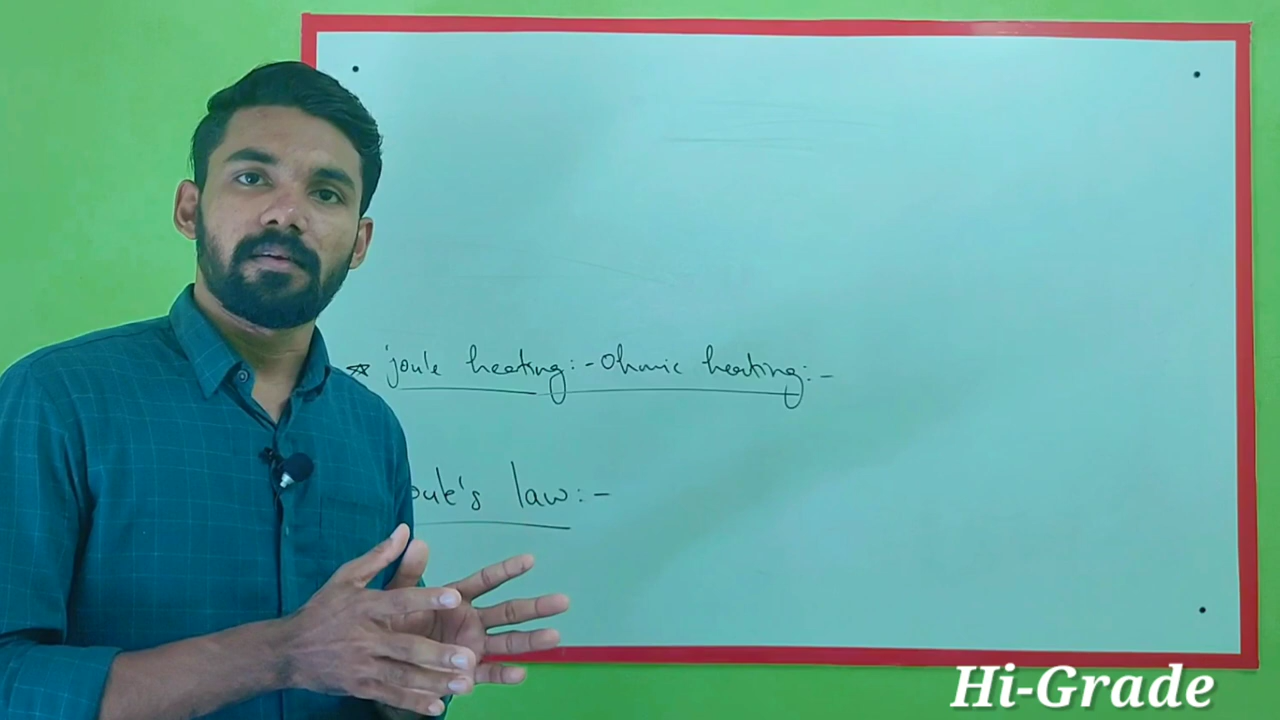 ☆ joule heating:- Ohmic heating:-
oule's law:-
Hi-Grade